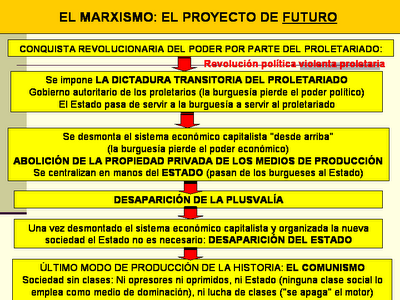 EL MARXISMO: EL PROYECTO DE FUTURO
CONQUISTA REVOLUCIONARIA DEL PODER POR PARTE DEL PROLETARIADO:
Revolución política violenta proletaria
Se impone LA DICTADURA TRANSITORIA DEL PROLETARIADO
Gobierno autoritario de los proletarios (la burguesía pierde el poder político)
El Estado pasa de servir a la burguesía a servir al proletariado
Se desmonta el sistema económico capitalista "desde arriba"
(la burguesía pierde el poder económico)
ABOLICIÓN DE LA PROPIEDAD PRIVADA DE LOS MEDIOS DE PRODUCCIÓN
Se centralizan en manos del ESTADO (pasan de los burgueses al Estado)
DESAPARICIÓN DE LA PLUSVALÍA
Una vez desmontado el sistema económico capitalista y organizada la nueva
sociedad el Estado no es necesario: DESAPARICIÓN DEL ESTADO
ÚLTIMO MODO DE PRODUCCIÓN DE LA HISTORIA: EL COMUNISMO
Sociedad sin clases: Ni opresores ni oprimidos, ni Estado (ninguna clase social lo
emplea como medio de dominación), ni lucha de clases ("se apaga" el motor)